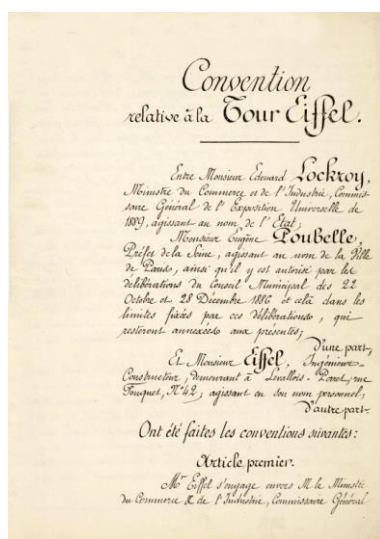 Convention
relative à la Tour Eiffel.
Entre Monsieur Edouard Lockroy,
Ministre du Commerce et de l'Industrie, Commis-
saire Général de l'Exposition Universelle de
1889, agissant au nom de l'Etat;
Monsieur Eugène Poubelle,
Préfet de la Seine, agissant au nom de la Ville
de Paris, ainsi qu'il y est autorisé par les
délibérations du Conseil Municipal des 22
Octobre et 28 Décembre 1886 et celà dans les
limites fixées par ces délibérations, qui
resteront annexées aux présentes;
D'une part,
Et Monsieur Eiffel, Ingénieur-
Constructeur, demeurant à Levallois-Perret, rue
Fouquet, N°42, agissant en son nom personnel,
D'autre part.
Ont été faites les conventions suivantes:
Article premier.
Mr Eiffel s'engage envers M. le Ministre
du Commerce & de l'Industrie, Commissaire Général